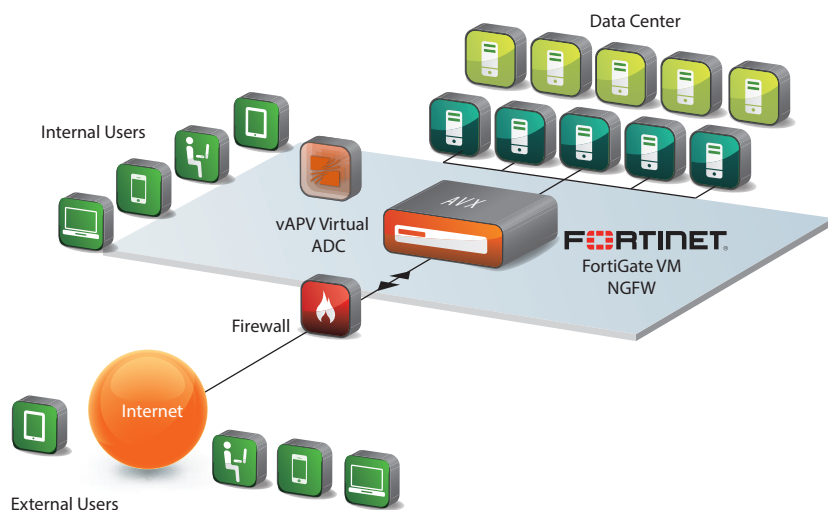 Data Center
Internal Users
AVX
vAPV Virtual
ADC
FORTINET®
FortiGate VM
NGFW
Firewall
Internet
External Users